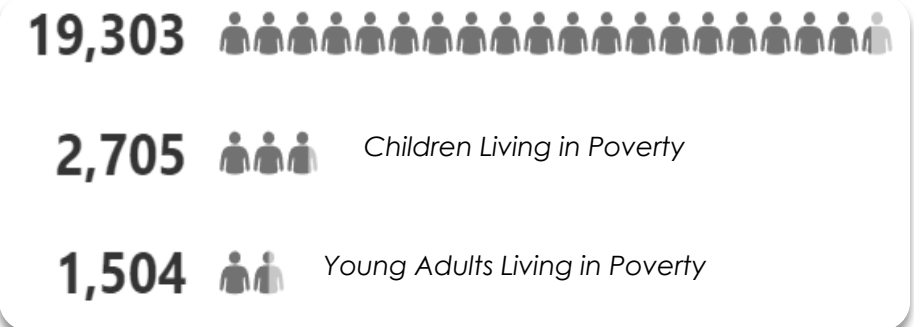 19,303
2,705 Children Living in Poverty
1,504 Young Adults Living in Poverty